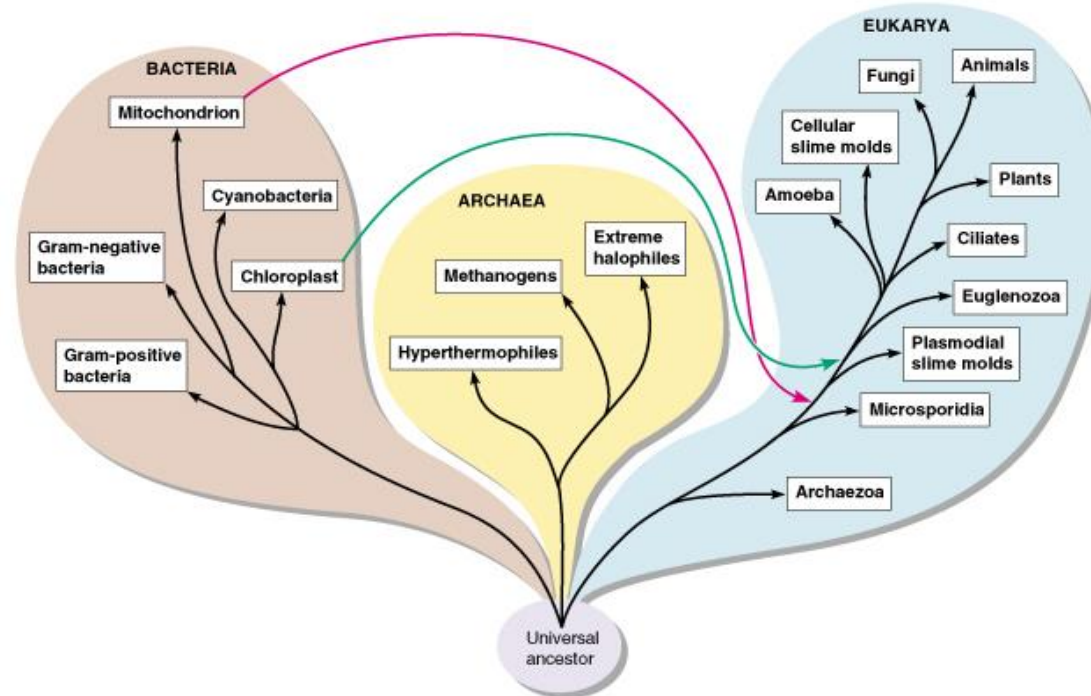 BACTERIA
Mitochondrion
Cyanobacteria
Gram-negative
bacteria
Chloroplast
Gram-positive
bacteria
ARCHAEA
Extreme
halophiles
Methanogens
Hyperthermophiles
EUKARYA
Animals
Fungi
Cellular
slime molds
Plants
Amoeba
Ciliates
Euglenozoa
Plasmodial
slime molds
Microsporidia
Archaezoa
Universal
ancestor